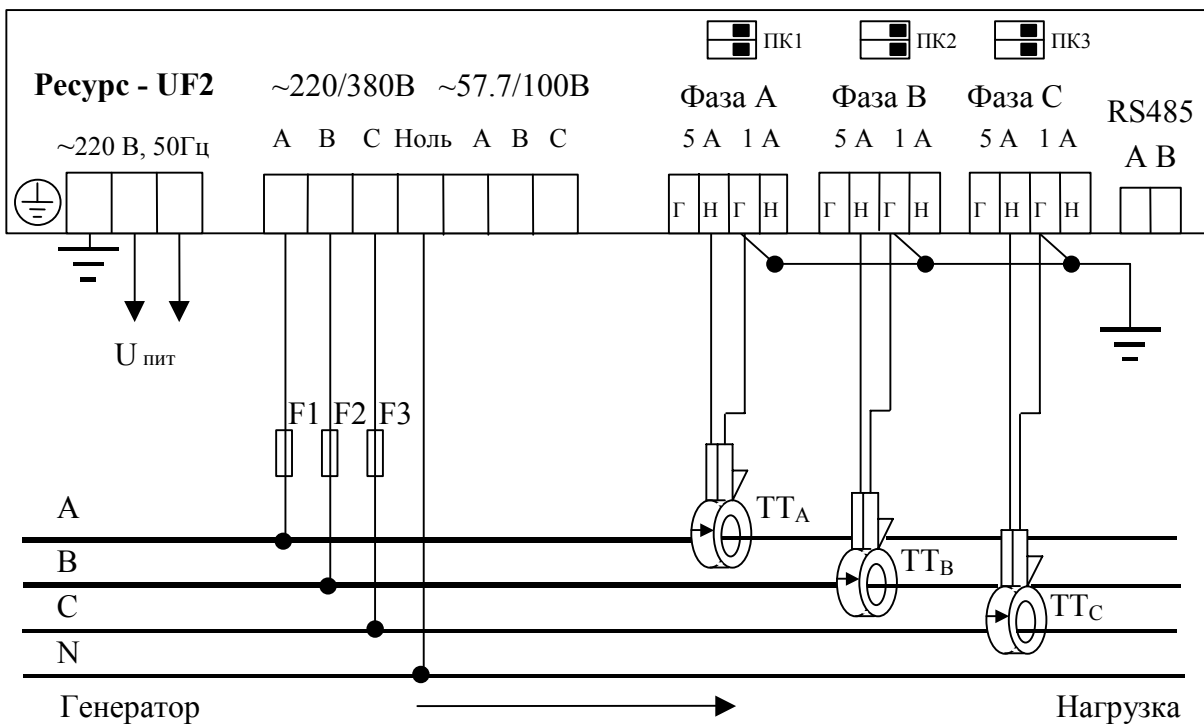 ПК1 ПК2 ПК3
Ресурс - UF2 ~220/380В ~57.7/100В Фаза А Фаза В Фаза С RS485
~220 В, 50Гц А В С Ноль А В С 5 А 1 А 5 А 1 А 5 А 1 А А В
Г Н Г Н Г Н Г Н Г Н Г Н
U пит
F1 F2 F3
А ТТА
В ТТВ
С ТТС
N
Генератор Нагрузка